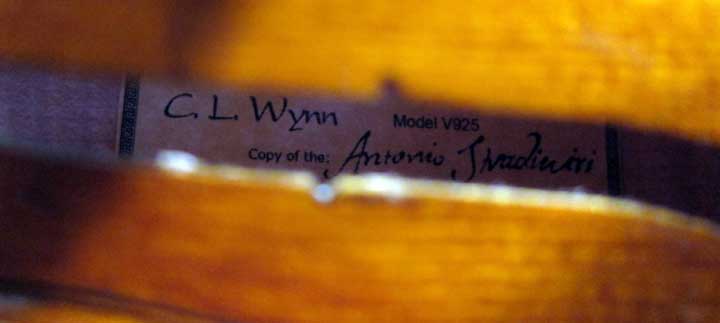 C. L. Wynn Model V925
Copy of the: Antonio Stradivari